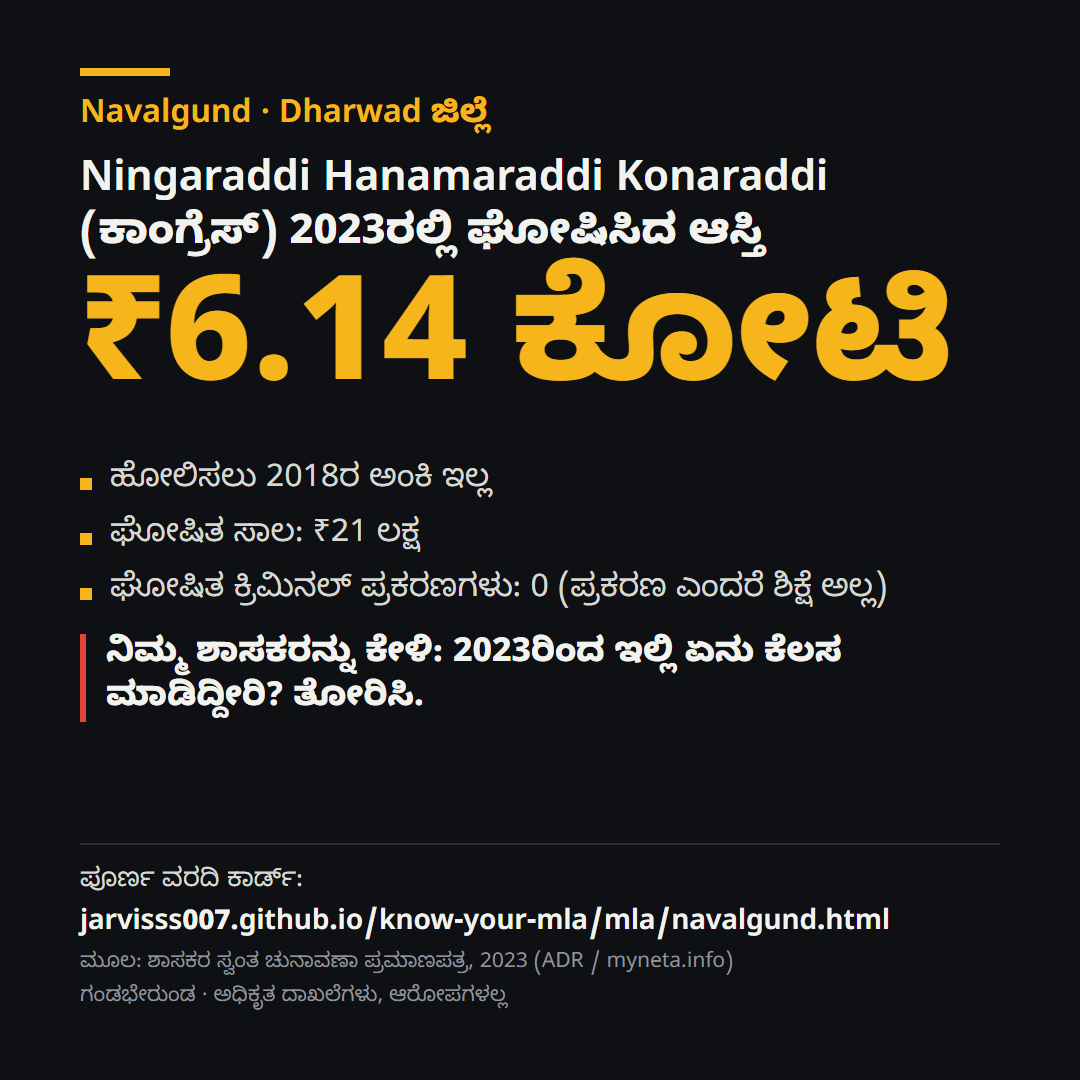 Navalgund · Dharwad ಜಿಲ್ಲೆ
Ningaraddi Hanamaraddi Konaraddi
(ಕಾಂಗ್ರೆಸ್) 2023ರಲ್ಲಿ ಘೋಷಿಸಿದ ಆಸ್ತಿ
₹6.14 ಕೋಟಿ
ಹೋಲಿಸಲು 2018ರ ಅಂಕಿ ಇಲ್ಲ
ಘೋಷಿತ ಸಾಲ: ₹21 ಲಕ್ಷ
ಘೋಷಿತ ಕ್ರಿಮಿನಲ್ ಪ್ರಕರಣಗಳು: 0 (ಪ್ರಕರಣ ಎಂದರೆ ಶಿಕ್ಷೆ ಅಲ್ಲ)
ನಿಮ್ಮ ಶಾಸಕರನ್ನು ಕೇಳಿ: 2023ರಿಂದ ಇಲ್ಲಿ ಏನು ಕೆಲಸ
ಮಾಡಿದ್ದೀರಿ? ತೋರಿಸಿ.
ಪೂರ್ಣ ವರದಿ ಕಾರ್ಡ್:
jarvisss007.github.io/know-your-mla/mla/navalgund.html
ಮೂಲ: ಶಾಸಕರ ಸ್ವಂತ ಚುನಾವಣಾ ಪ್ರಮಾಣಪತ್ರ, 2023 (ADR / myneta.info)
ಗಂಡಭೇರುಂಡ · ಅಧಿಕೃತ ದಾಖಲೆಗಳು, ಆರೋಪಗಳಲ್ಲ